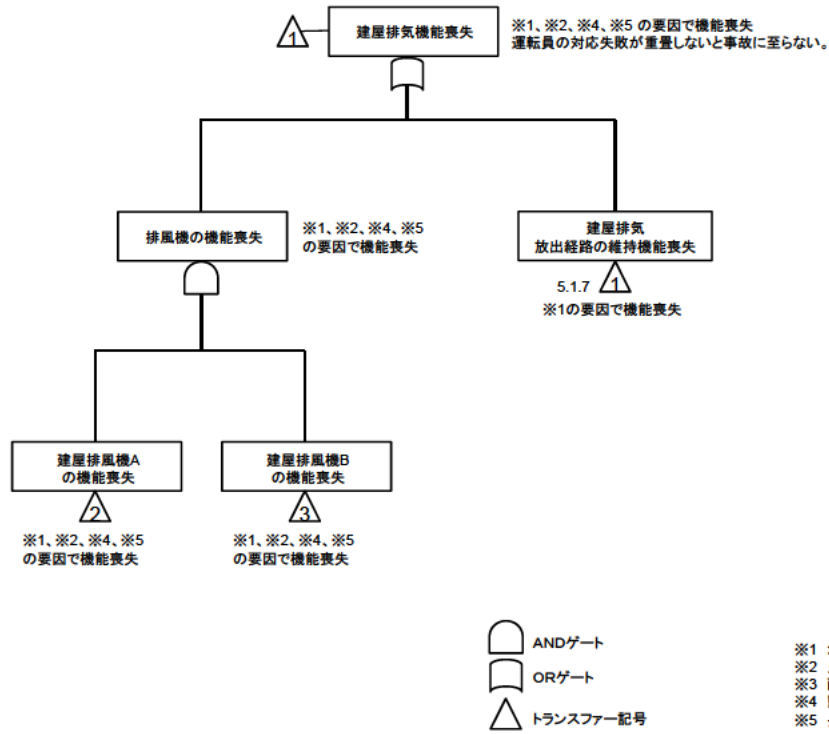 1
建屋排気機能喪失
※1、※2、※4、※5 の要因で機能喪失
運転員の対応失敗が重畳しないと事故に至らない。
排風機の機能喪失
※1、※2、※4、※5
の要因で機能喪失
建屋排気
放出経路の維持機能喪失
5.1.7
1
※1の要因で機能喪失
建屋排風機A
の機能喪失
2
※1、※2、※4、※5
の要因で機能喪失
建屋排風機B
の機能喪失
3
※1、※2、※4、※5
の要因で機能喪失
ANDゲート
ORゲート
トランスファー記号
※1
※2
※3
※4
※5